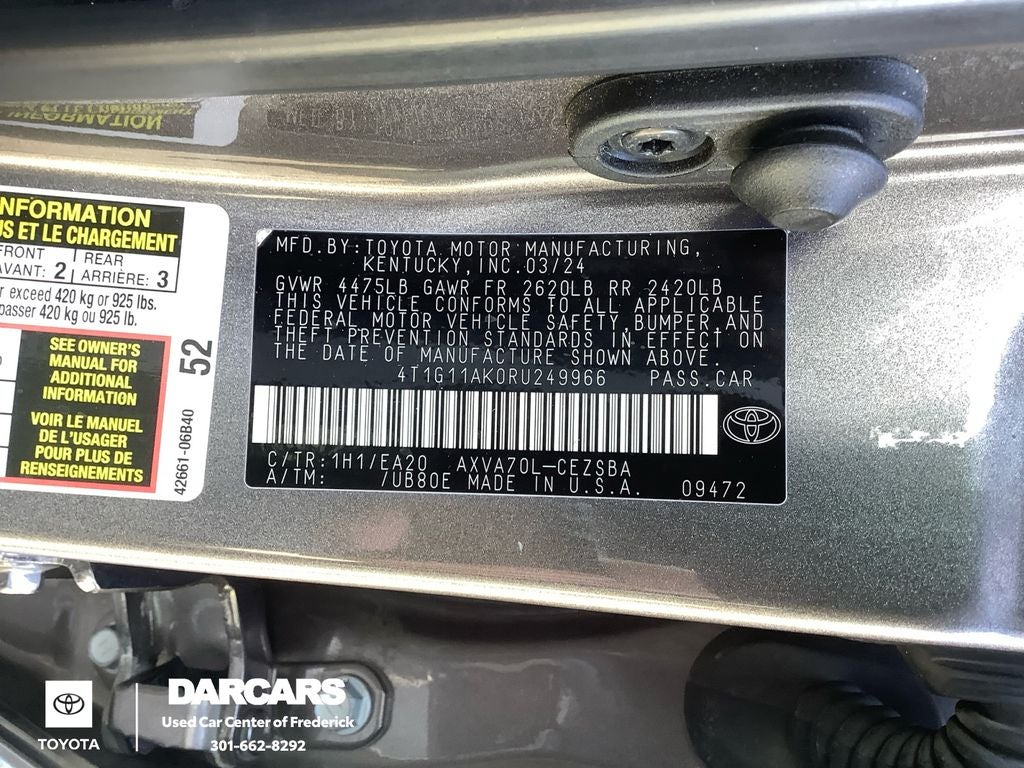 NFORMATION
US ET LE CHARGEMENT
FRONT
AVANT: 2
REAR
ARRIÈRE: 3
exceed 420 kg or 925 lbs.
passer 420 kg ou 925 lb.
SEE OWNER'S
MANUAL FOR
ADDITIONAL
INFORMATION
VOIR LE MANUEL
DE L'USAGER
POUR PLUS DE
RENSEIGNEMENTS
52
42661-06B40
MFD.BY:TOYOTA MOTOR MANUFACTURING,
KENTUCKY,INC.03/24
GVWR 4475LB GAWR FR 2620LB RR 2420LB
THIS VEHICLE CONFORMS TO ALL APPLICABLE
FEDERAL MOTOR VEHICLE SAFETY,BUMPER,AND
THEFT PREVENTION STANDARDS IN EFFECT ON
THE DATE OF MANUFACTURE SHOWN ABOVE.
4T1G11AK0RU249966 PASS.CAR
C/TR:1H1/EA20 AXVA70L-CEZSBA
A/TM: /UB80E MADE IN U.S.A. 09472
TOYOTA
DARCARS
Used Car Center of Frederick
301-662-8292